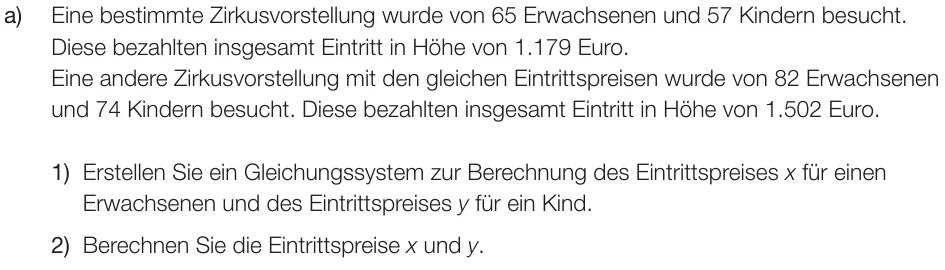 a) Eine bestimmte Zirkusvorstellung wurde von 65 Erwachsenen und 57 Kindern besucht.
Diese bezahlten insgesamt Eintritt in Höhe von 1.179 Euro.
Eine andere Zirkusvorstellung mit den gleichen Eintrittspreisen wurde von 82 Erwachsenen
und 74 Kindern besucht. Diese bezahlten insgesamt Eintritt in Höhe von 1.502 Euro.
1) Erstellen Sie ein Gleichungssystem zur Berechnung des Eintrittspreises x für einen
Erwachsenen und des Eintrittspreises y für ein Kind.
2) Berechnen Sie die Eintrittspreise x und y.